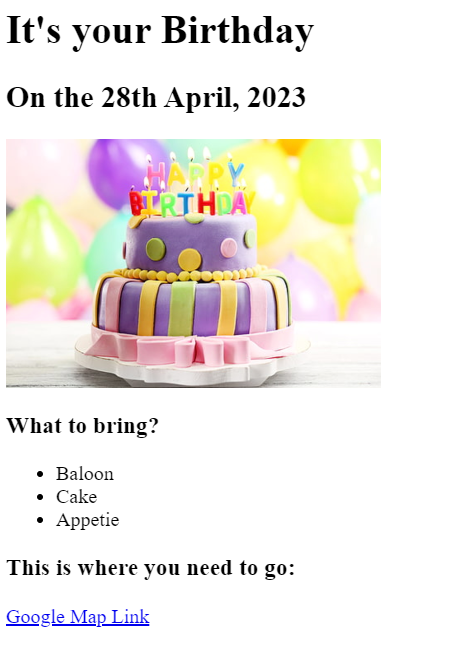 It's your Birthday
On the 28th April, 2023
HAPPY
BIRTHDAY
What to bring?
Baloon
Cake
Appetie
This is where you need to go:
Google Map Link